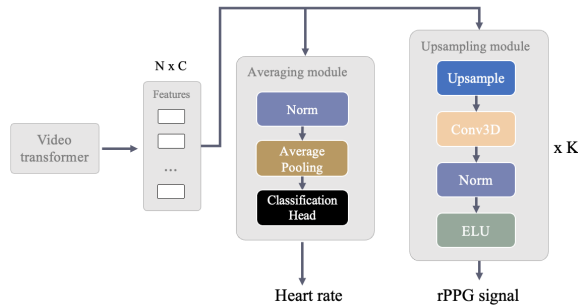 Video
transformer
N x C
Features
...
Averaging module
Norm
Average
Pooling
Classification
Head
Heart rate
Upsampling module
Upsample
Conv3D
Norm
ELU
x K
rPPG signal